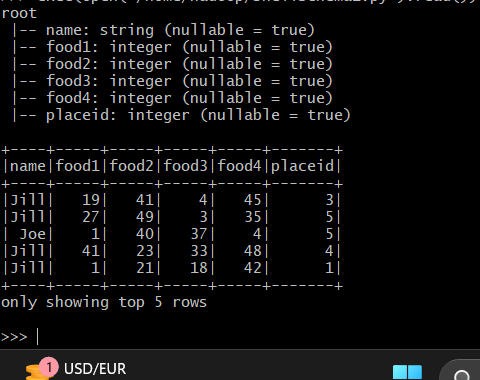 root
 |-- name: string (nullable = true)
 |-- food1: integer (nullable = true)
 |-- food2: integer (nullable = true)
 |-- food3: integer (nullable = true)
 |-- food4: integer (nullable = true)
 |-- placeid: integer (nullable = true)

+----+-----+-----+-----+-----+-------+
|name|food1|food2|food3|food4|placeid|
+----+-----+-----+-----+-----+-------+
|Jill|   19|   41|    4|   45|      3|
|Jill|   27|   49|    3|   35|      5|
| Joe|    1|   40|   37|    4|      5|
|Jill|   41|   23|   33|   48|      4|
|Jill|    1|   21|   18|   42|      1|
+----+-----+-----+-----+-----+-------+
only showing top 5 rows

>>>
1
USD/EUR